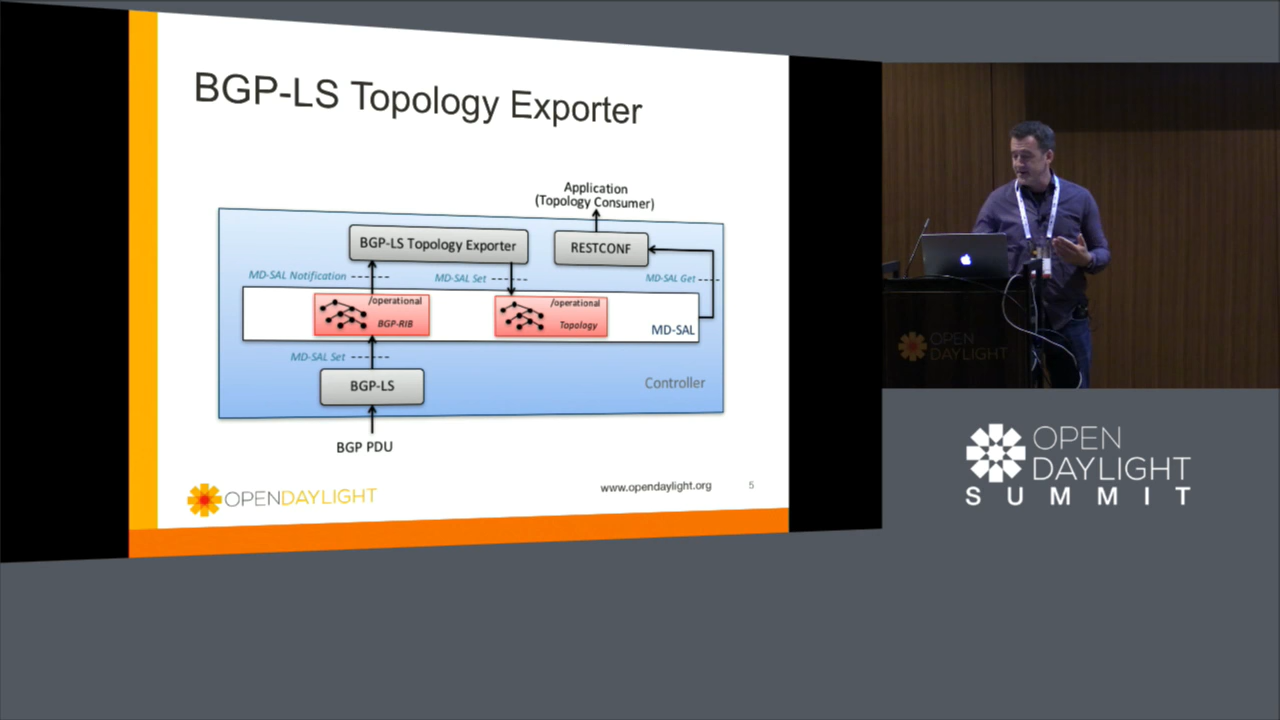 BGP-LS Topology Exporter
Application
(Topology Consumer)
BGP-LS Topology Exporter
RESTCONF
MD-SAL Notification
MD-SAL Set
MD-SAL Get
/operational
BGP-RIB
/operational
Topology
MD-SAL
MD-SAL Set
BGP-LS
Controller
BGP PDU
OPENDAYLIGHT
www.opendaylight.org
5
OPEN
DAYLIGHT
OPEN
DAYLIGHT
SUMMIT